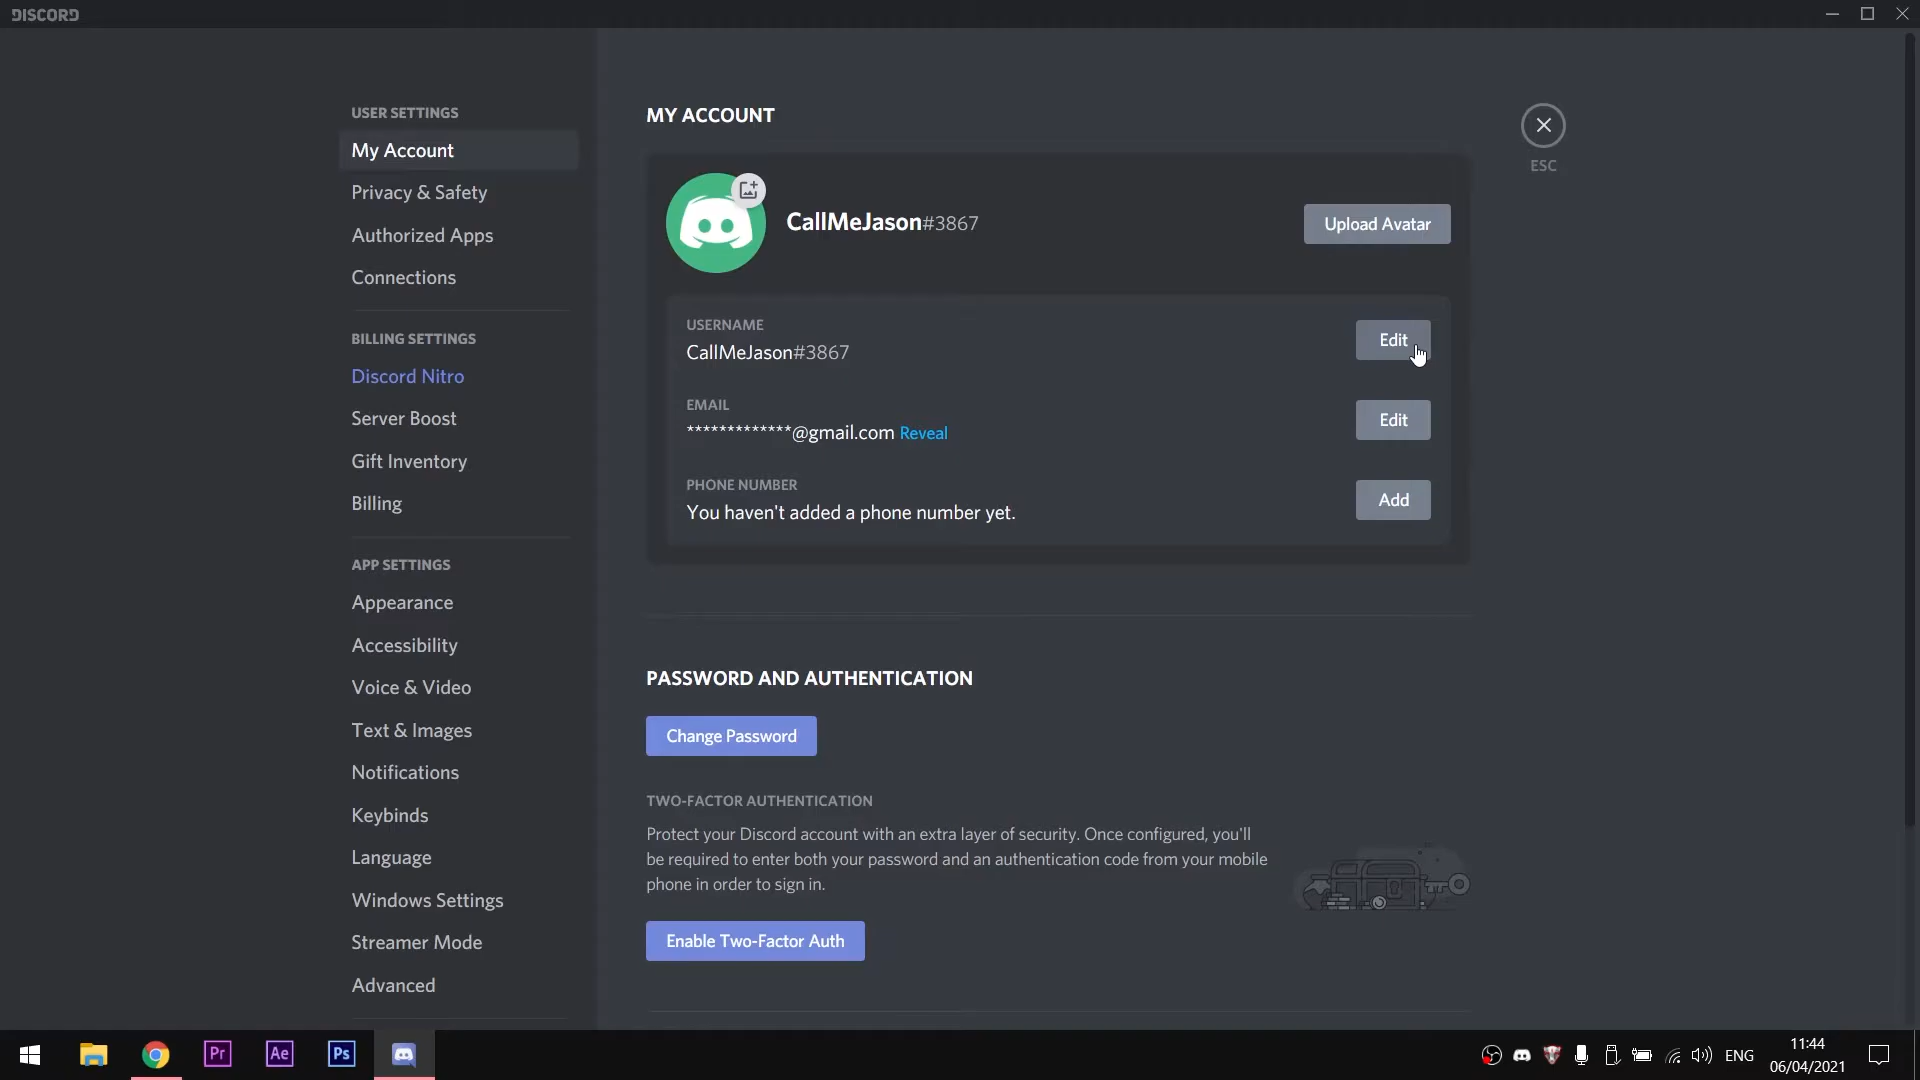 DISCORD
USER SETTINGS
My Account
Privacy & Safety
Authorized Apps
Connections
BILLING SETTINGS
Discord Nitro
Server Boost
Gift Inventory
Billing
APP SETTINGS
Appearance
Accessibility
Voice & Video
Text & Images
Notifications
Keybinds
Language
Windows Settings
Streamer Mode
Advanced
MY ACCOUNT
ESC
CallMeJason#3867
Upload Avatar
USERNAME
CallMeJason#3867
Edit
EMAIL
*************@gmail.com Reveal
Edit
PHONE NUMBER
You haven't added a phone number yet.
Add
PASSWORD AND AUTHENTICATION
Change Password
TWO-FACTOR AUTHENTICATION
Protect your Discord account with an extra layer of security. Once configured, you'll
be required to enter both your password and an authentication code from your mobile
phone in order to sign in.
Enable Two-Factor Auth
Pr
Ae
Ps
ENG
11:44
06/04/2021